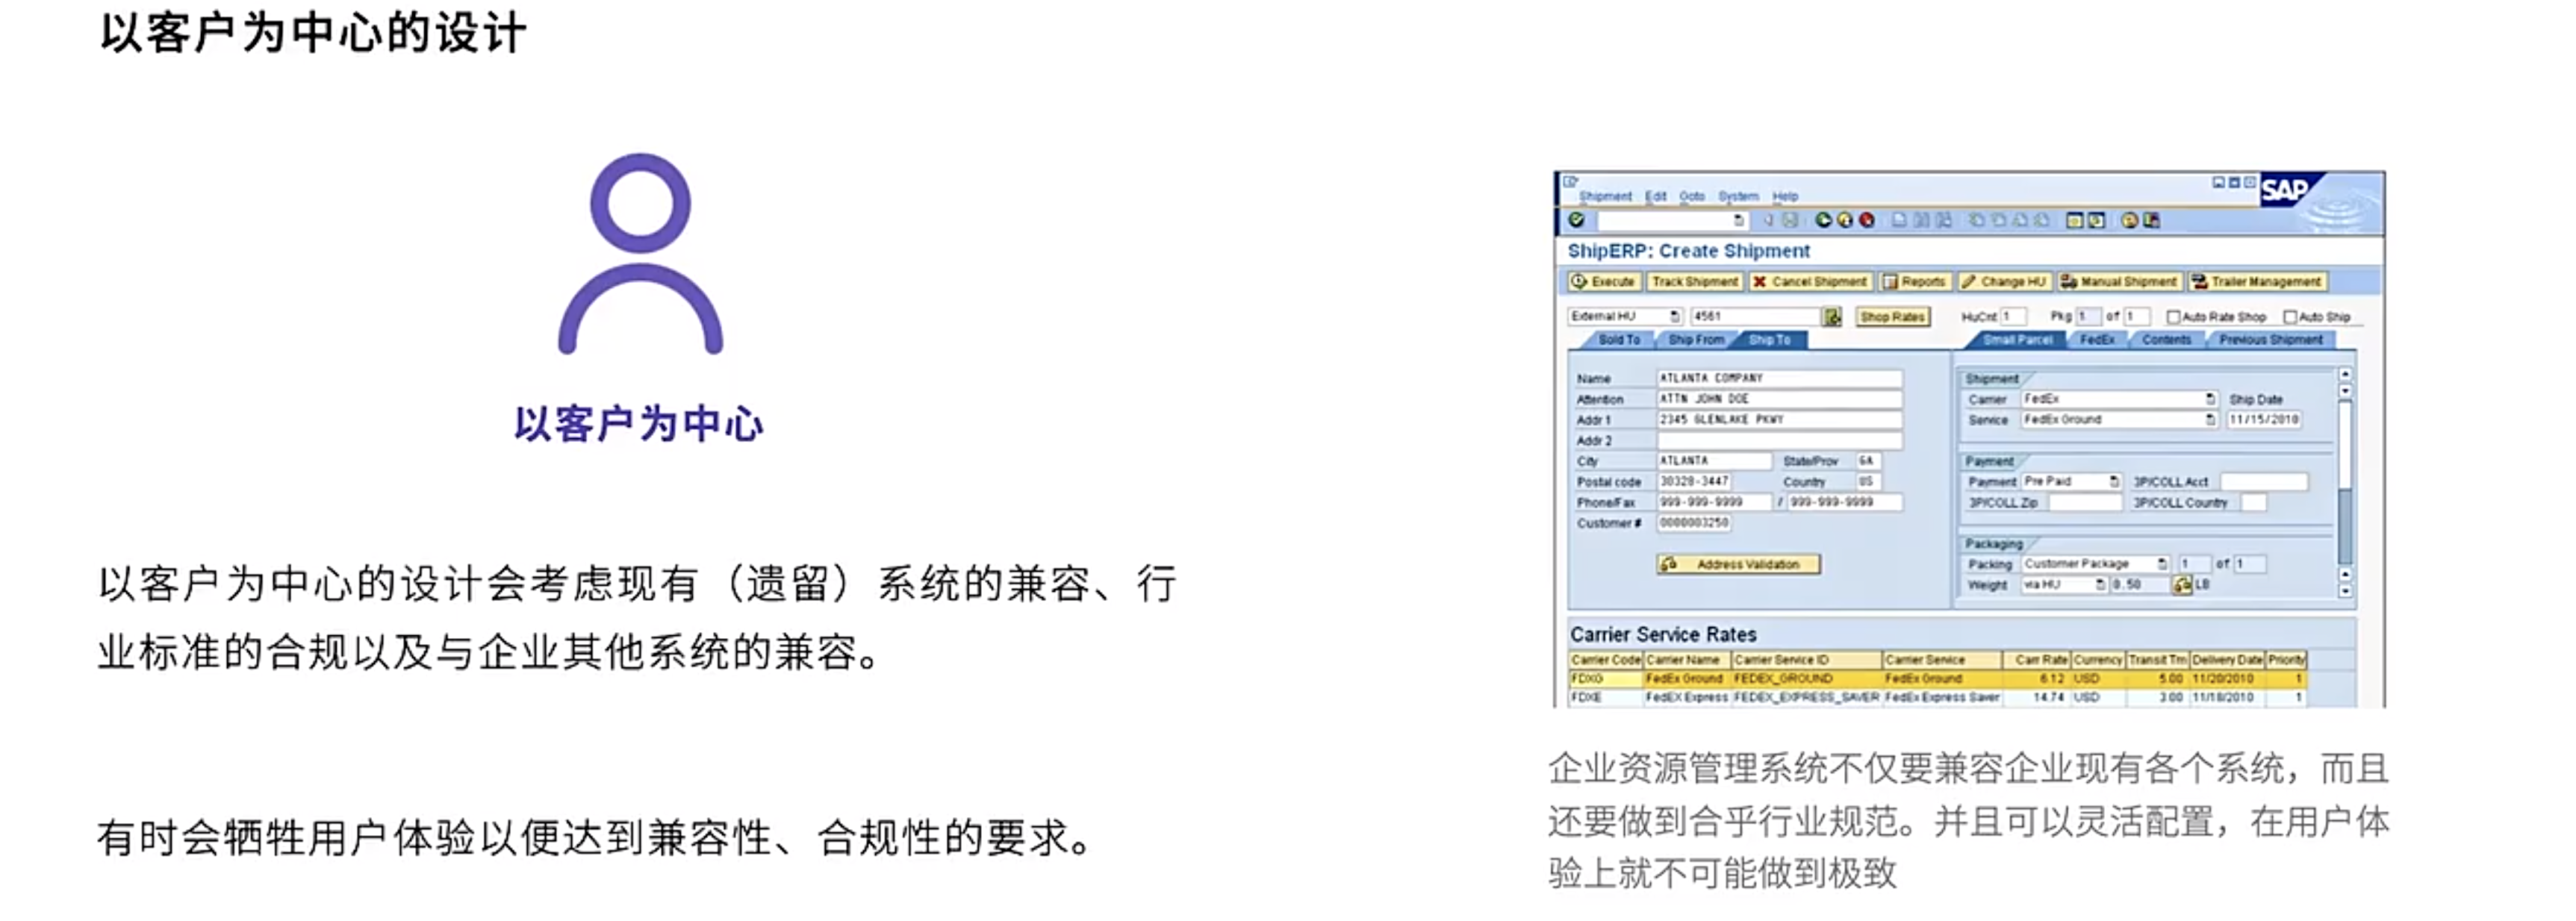 以客户为中心的设计
以客户为中心
以客户为中心的设计会考虑现有（遗留）系统的兼容、行
业标准的合规以及与企业其他系统的兼容。
有时会牺牲用户体验以便达到兼容性、合规性的要求。
SAP
Shipment Edit Goto System Help
ShipERP: Create Shipment
Execute Track Shipment Cancel Shipment Reports Change HU Manual Shipment Trailer Management
External HU 4561 Shop Rates HuCnt 1 Pkg 1 of 1 Auto Rate Shop Auto Ship
Sold To Ship From Ship To
Name ATLANTA COMPANY
Attention ATTN JOHN DOE
Addr 1 2345 GLENLAKE PKWY
Addr 2
City ATLANTA State/Prov GA
Postal code 30328-3447 Country US
Phone/Fax 999-999-9999 / 999-999-9999
Customer # 0000003250
Address Validation
Small Parcel FedEx Contents Previous Shipment
Shipment
Carrier FedEx Ship Date
Service FedEx Ground 11/15/2010
Payment
Payment Pre Paid 3P/COLL Acct
3P/COLL Zip 3P/COLL Country
Packaging
Packing Customer Package 1 of 1
Weight via HU 0.50 LB
Carrier Service Rates
Carrier Code Carrier Name Carrier Service ID Carrier Service Carr Rate Currency Transit Tm Delivery Date Priority
FDXG FedEx Ground FEDEX_GROUND FedEx Ground 6.12 USD 5.00 11/20/2010 1
FDXE FedEx Express FEDEX_EXPRESS_SAVER FedEx Express Saver 14.74 USD 3.00 11/18/2010 1
企业资源管理系统不仅要兼容企业现有各个系统，而且
还要做到合乎行业规范。并且可以灵活配置，在用户体
验上就不可能做到极致